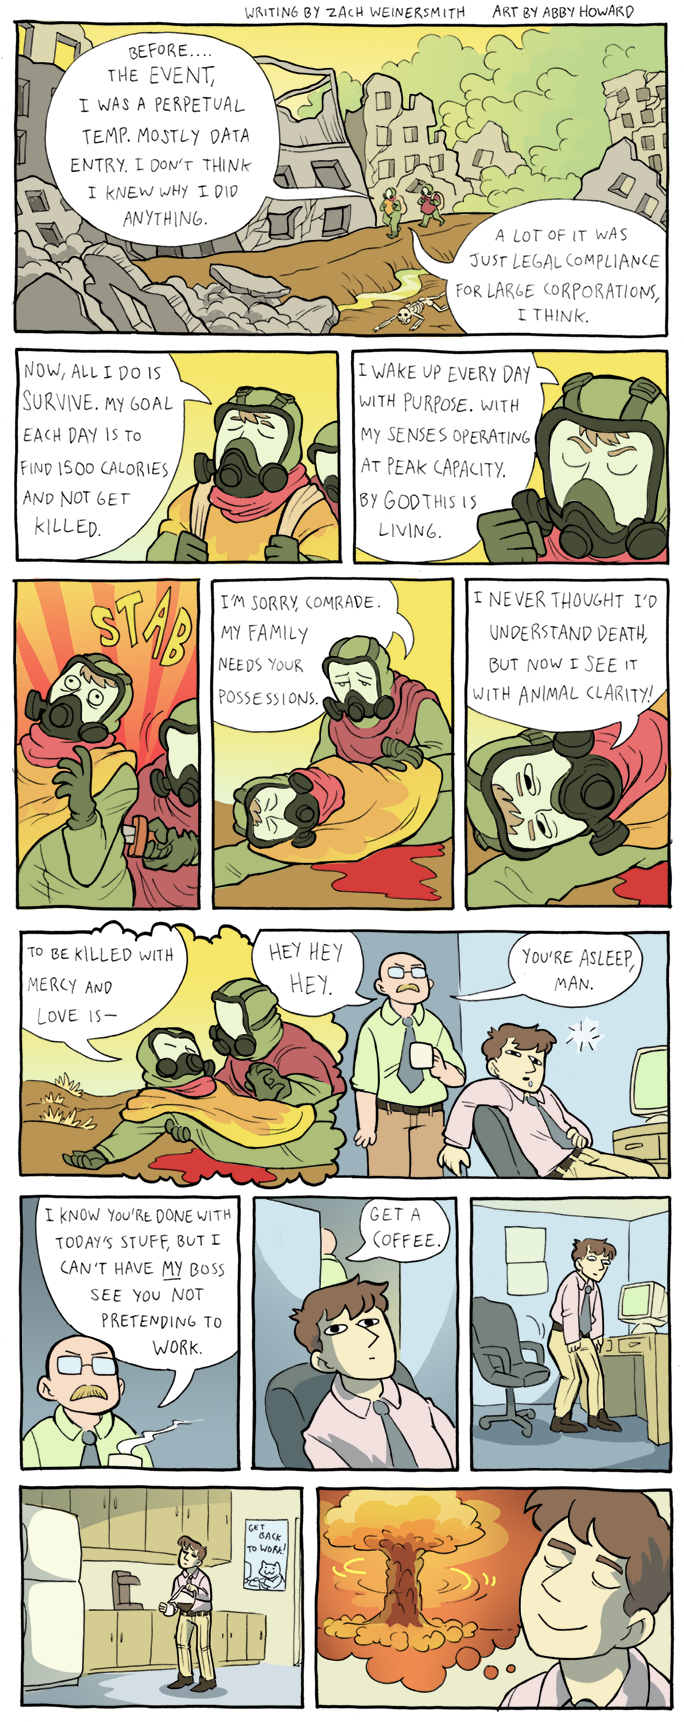 WRITING BY ZACH WEINERSMITH ART BY ABBY HOWARD
BEFORE....
THE EVENT,
I WAS A PERPETUAL
TEMP. MOSTLY DATA
ENTRY. I DON'T THINK
I KNEW WHY I DID
ANYTHING.
A LOT OF IT WAS
JUST LEGAL COMPLIANCE
FOR LARGE CORPORATIONS,
I THINK.
NOW, ALL I DO IS
SURVIVE. MY GOAL
EACH DAY IS TO
FIND 1500 CALORIES
AND NOT GET
KILLED.
I WAKE UP EVERY DAY
WITH PURPOSE. WITH
MY SENSES OPERATING
AT PEAK CAPACITY.
BY GOD THIS IS
LIVING.
STAB
I'M SORRY, COMRADE.
MY FAMILY
NEEDS YOUR
POSSESSIONS.
I NEVER THOUGHT I'D
UNDERSTAND DEATH,
BUT NOW I SEE IT
WITH ANIMAL CLARITY!
TO BE KILLED WITH
MERCY AND
LOVE IS—
HEY HEY
HEY.
YOU'RE ASLEEP,
MAN.
I KNOW YOU'RE DONE WITH
TODAY'S STUFF, BUT I
CAN'T HAVE MY BOSS
SEE YOU NOT
PRETENDING TO
WORK.
GET A
COFFEE.
GET
BACK
TO WORK!